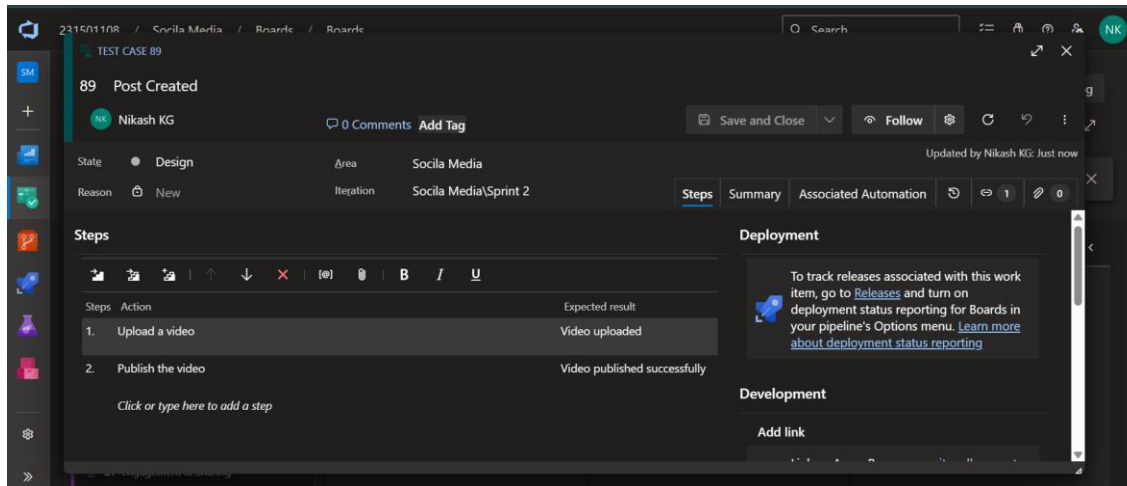 231501108 / Socila Media / Boards / Boards
Search
NK
TEST CASE 89
SM
89 Post Created
g
NK Nikash KG
0 Comments Add Tag
Save and Close
Follow
Updated by Nikash KG: Just now
State Design
Area Socila Media
Reason New
Iteration Socila Media\Sprint 2
Steps Summary Associated Automation 1 0
Steps
B I U
Steps Action Expected result
1. Upload a video Video uploaded
2. Publish the video Video published successfully
Click or type here to add a step
Deployment
To track releases associated with this work
item, go to Releases and turn on
deployment status reporting for Boards in
your pipeline's Options menu. Learn more
about deployment status reporting
Development
Add link